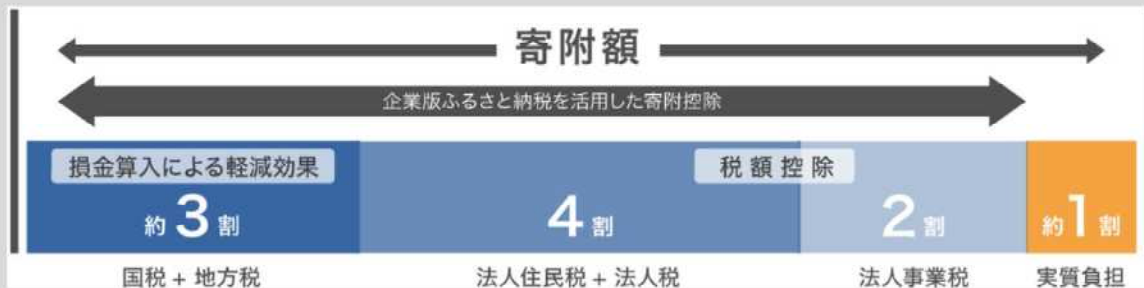 寄附額
企業版ふるさと納税を活用した寄附控除
損金算入による軽減効果 税額控除
約3割 4割 2割 約1割
国税 + 地方税 法人住民税 + 法人税 法人事業税 実質負担